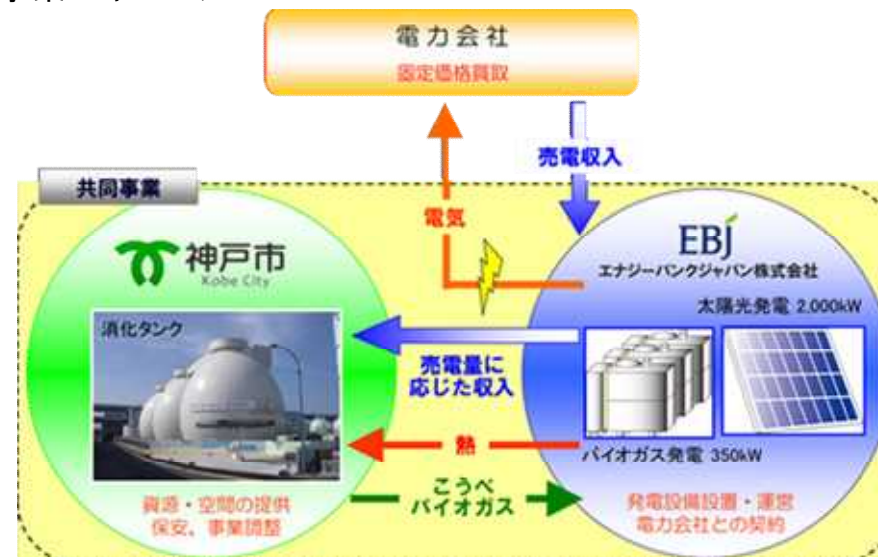 電力会社
固定価格買取
売電収入
共同事業
電気
神戸市
Kobe City
EBJ
エナジーバンクジャパン株式会社
太陽光発電 2,000kW
消化タンク
売電量に
応じた収入
熱
バイオガス発電 350kW
こうべ
バイオガス
資源・空間の提供
保安、事業調整
発電設備設置・運営
電力会社との契約